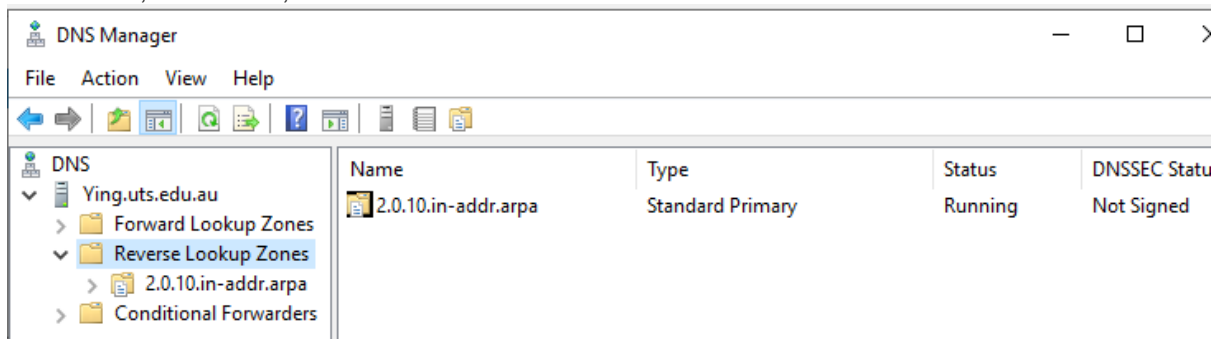 DNS Manager
File Action View Help
DNS
Ying.uts.edu.au
Forward Lookup Zones
Reverse Lookup Zones
2.0.10.in-addr.arpa
Conditional Forwarders
Name Type Status DNSSEC Statu
2.0.10.in-addr.arpa Standard Primary Running Not Signed